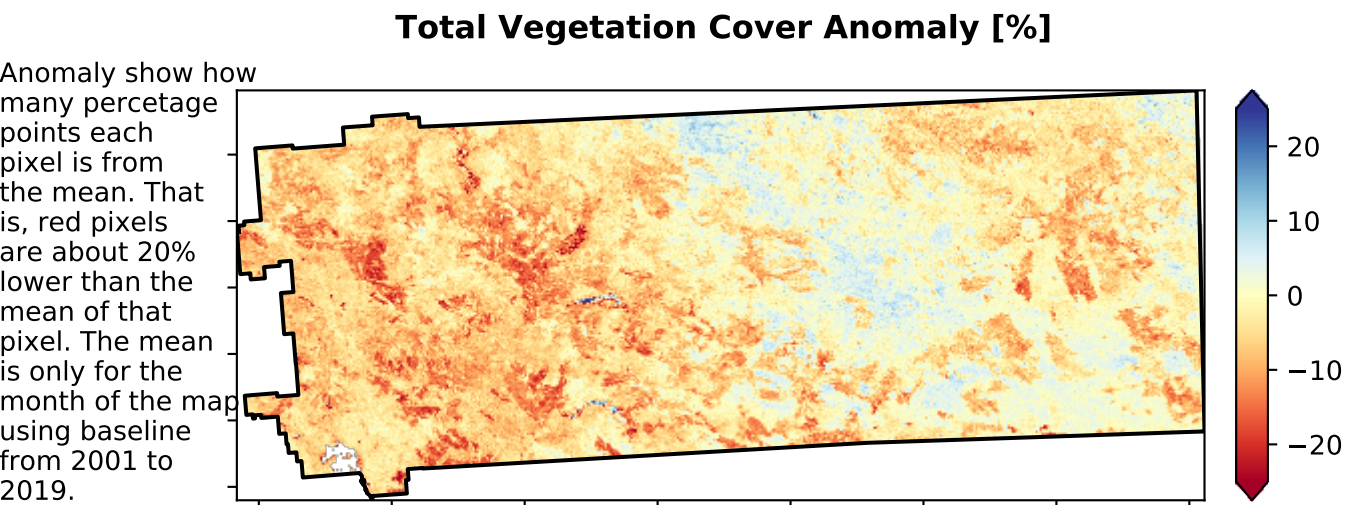 Total Vegetation Cover Anomaly [%]
Anomaly show how
many percetage
points each
pixel is from
the mean. That
is, red pixels
are about 20%
lower than the
mean of that
pixel. The mean
is only for the
month of the map
using baseline
from 2001 to
2019.
20
10
0
−10
−20